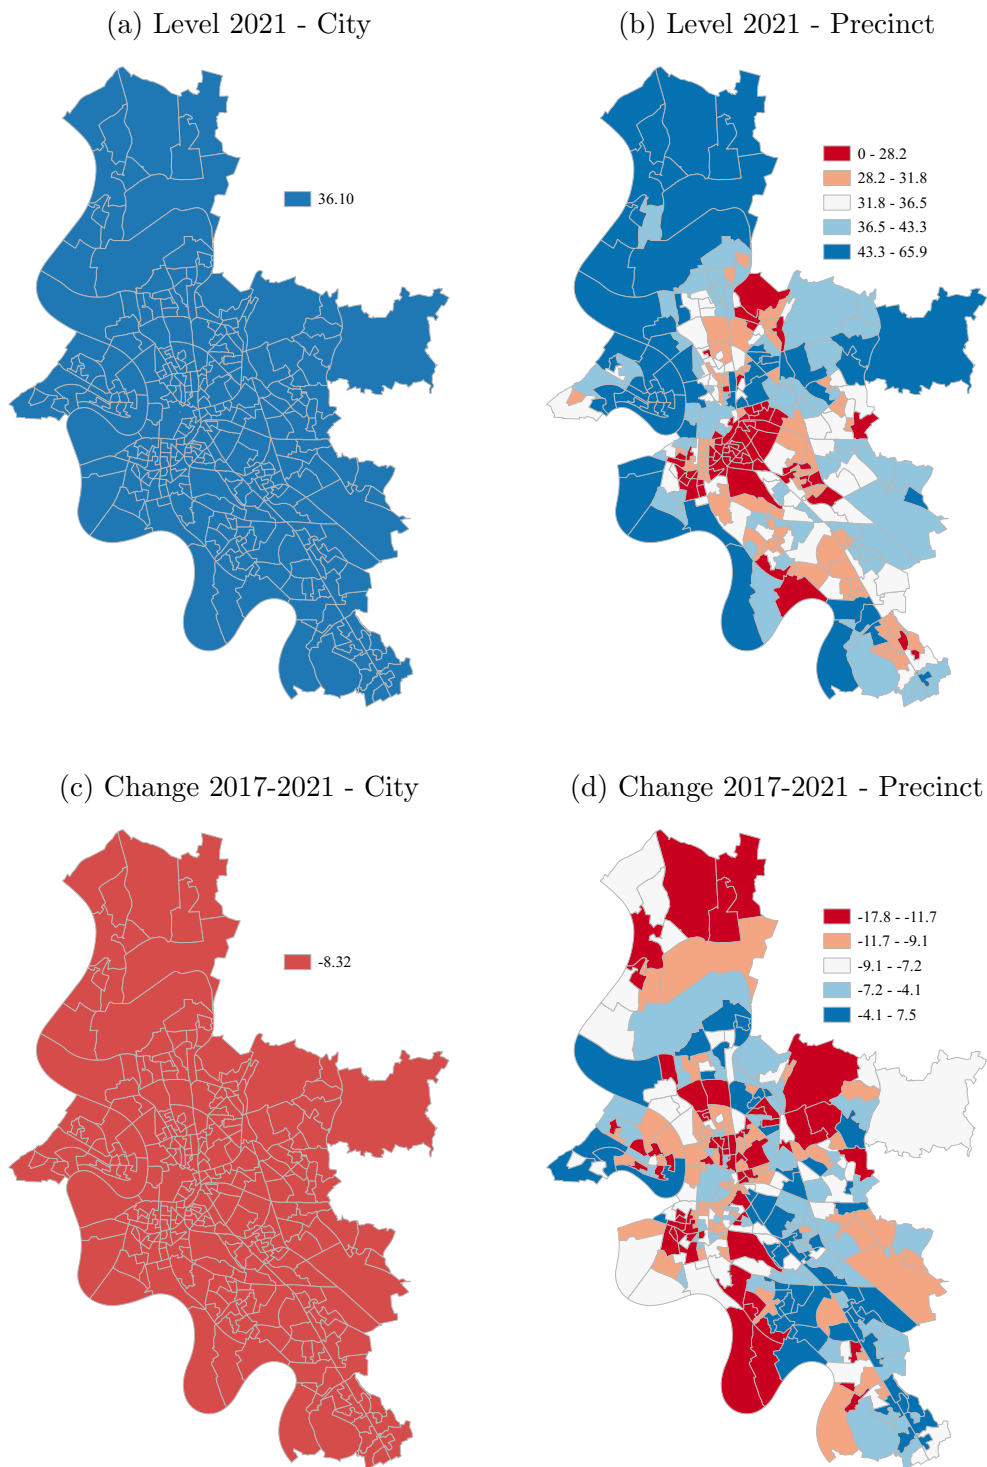 (a) Level 2021 - City
(b) Level 2021 - Precinct
36.10
0 - 28.2
28.2 - 31.8
31.8 - 36.5
36.5 - 43.3
43.3 - 65.9
(c) Change 2017-2021 - City
(d) Change 2017-2021 - Precinct
-8.32
-17.8 - -11.7
-11.7 - -9.1
-9.1 - -7.2
-7.2 - -4.1
-4.1 - 7.5